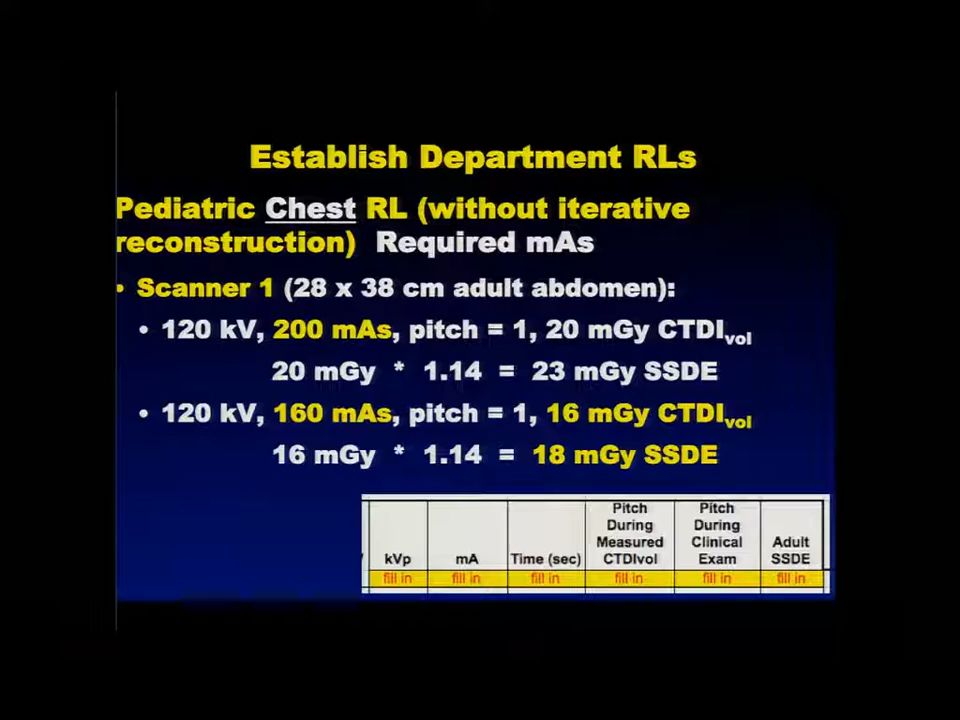 Establish Department RLs
Pediatric Chest RL (without iterative
reconstruction) Required mAs
• Scanner 1 (28 x 38 cm adult abdomen):
• 120 kV, 200 mAs, pitch = 1, 20 mGy CTDIvol
20 mGy * 1.14 = 23 mGy SSDE
• 120 kV, 160 mAs, pitch = 1, 16 mGy CTDIvol
16 mGy * 1.14 = 18 mGy SSDE
kVp
mA
Time (sec)
Pitch
During
Measured
CTDIvol
Pitch
During
Clinical
Exam
Adult
SSDE
fill in fill in fill in fill in fill in fill in